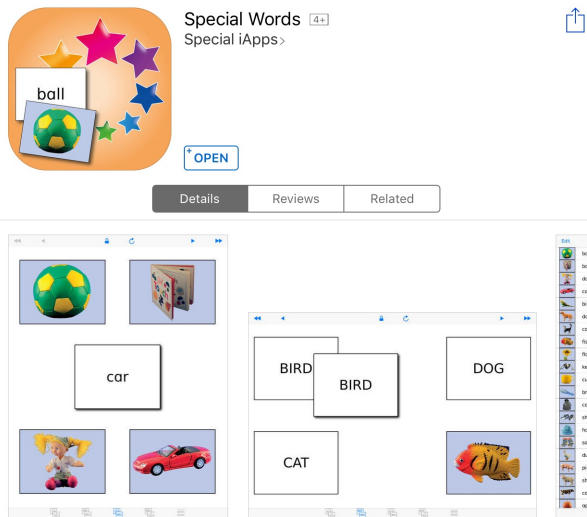 Special Words 4+
Special iApps>
ball
+ OPEN
Details Reviews Related
car
BIRD BIRD DOG
CAT
Edit